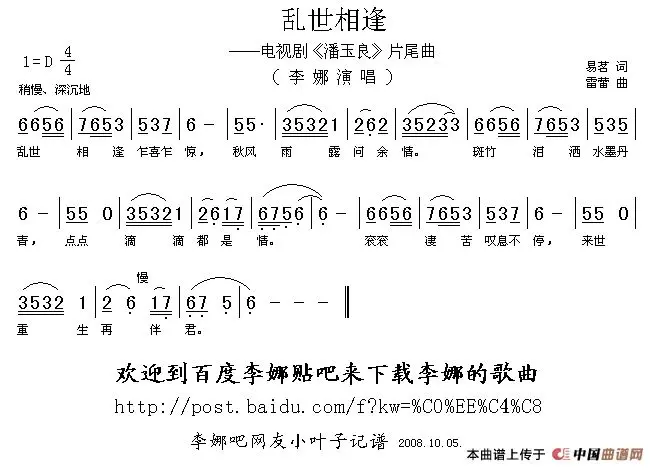 乱世相逢
——电视剧《潘玉良》片尾曲
1=D 4/4
（李娜演唱）
易茗 词
雷蕾 曲
稍慢、深沉地
6656 | 7653 | 537 | 6 - | 55· | 35321 | 262 | 35233 | 6656 | 7653 | 535 |
乱世 相 逢 乍喜乍 惊， 秋风 雨 露 问 余 情。 斑竹 泪 洒 水墨丹
6 - | 55 0 | 35321 | 2617 | 67656 - | 6656 | 7653 | 537 | 6 - | 55 0 |
青， 点点 滴 滴 都 是 情。 衮衮 凄 苦 叹息不 停， 来世
慢
3532 1 | 2 6 17 | 67 5 | 6 - - - ‖
重 生 再 伴 君。
欢迎到百度李娜贴吧来下载李娜的歌曲
http://post.baidu.com/f?kw=%C0%EE%C4%C8
李娜吧网友小叶子记谱 2008.10.05.
本曲谱上传于 中国曲谱网